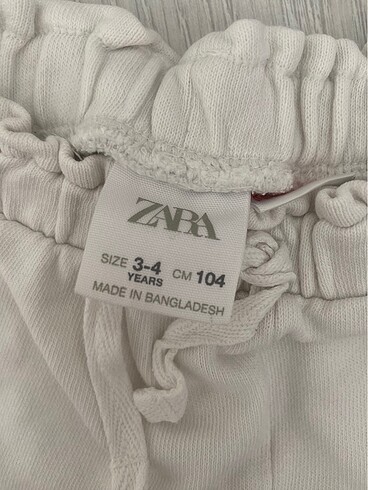 ZARA
SIZE 3-4 CM 104
YEARS
MADE IN BANGLADESH